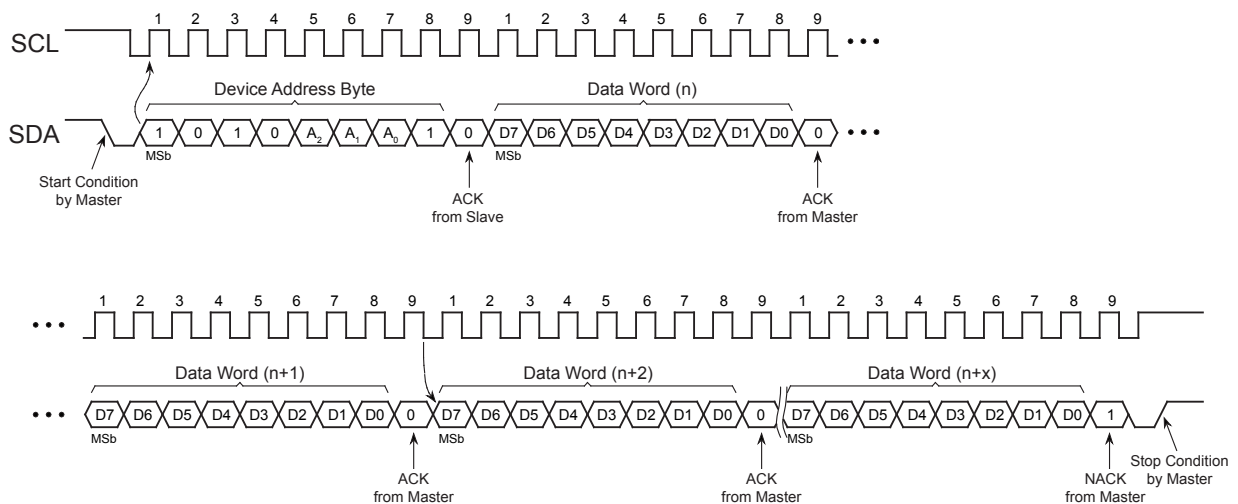 1 2 3 4 5 6 7 8 9 1 2 3 4 5 6 7 8 9
SCL
Device Address Byte Data Word (n)
SDA 1 0 1 0 A2 A1 A0 1 0 D7 D6 D5 D4 D3 D2 D1 D0 0
MSb MSb
Start Condition
by Master
ACK
from Slave
ACK
from Master
1 2 3 4 5 6 7 8 9 1 2 3 4 5 6 7 8 9 1 2 3 4 5 6 7 8 9
Data Word (n+1) Data Word (n+2) Data Word (n+x)
D7 D6 D5 D4 D3 D2 D1 D0 0 D7 D6 D5 D4 D3 D2 D1 D0 0 D7 D6 D5 D4 D3 D2 D1 D0 1
MSb MSb MSb
ACK
from Master
ACK
from Master
NACK
from Master
Stop Condition
by Master